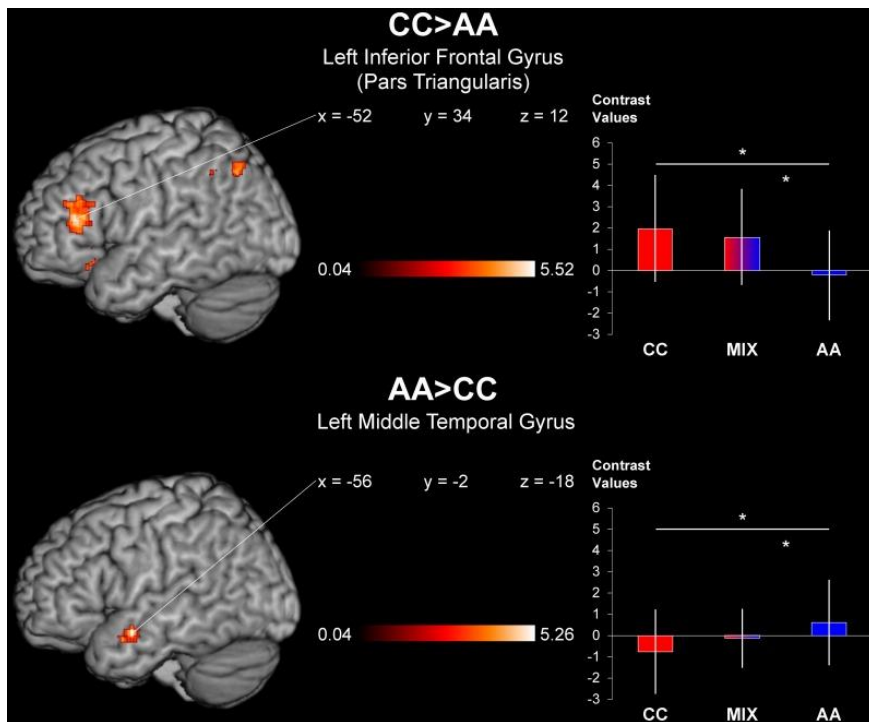 CC>AA
Left Inferior Frontal Gyrus
(Pars Triangularis)
x = -52 y = 34 z = 12
0.04 5.52
Contrast
Values
6
5
4
3
2
1
0
-1
-2
-3
*
*
CC MIX AA
AA>CC
Left Middle Temporal Gyrus
x = -56 y = -2 z = -18
0.04 5.26
Contrast
Values
6
5
4
3
2
1
0
-1
-2
-3
*
*
CC MIX AA